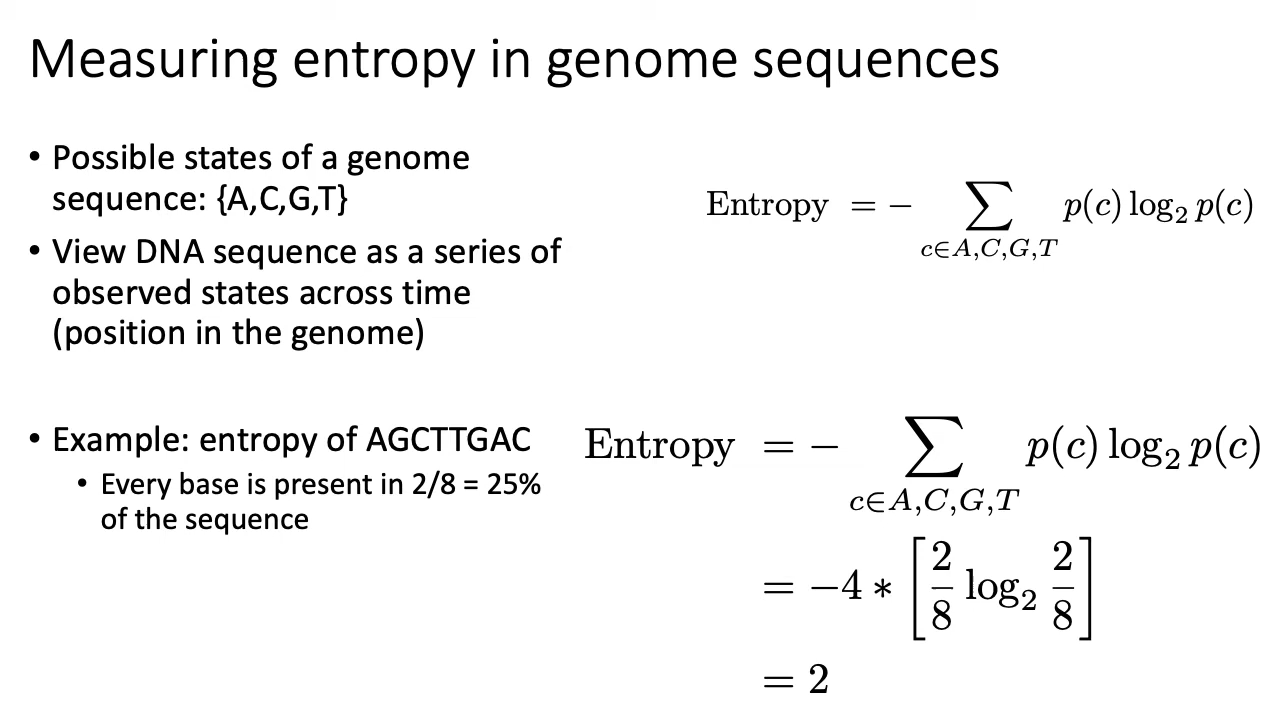 Measuring entropy in genome sequences
• Possible states of a genome
sequence: {A,C,G,T}
• View DNA sequence as a series of
observed states across time
(position in the genome)
Entropy = − ∑ p(c) log₂ p(c)
c∈A,C,G,T
• Example: entropy of AGCTTGAC
• Every base is present in 2/8 = 25%
of the sequence
Entropy = − ∑ p(c) log₂ p(c)
c∈A,C,G,T
= −4 * [2/8 log₂ 2/8]
= 2